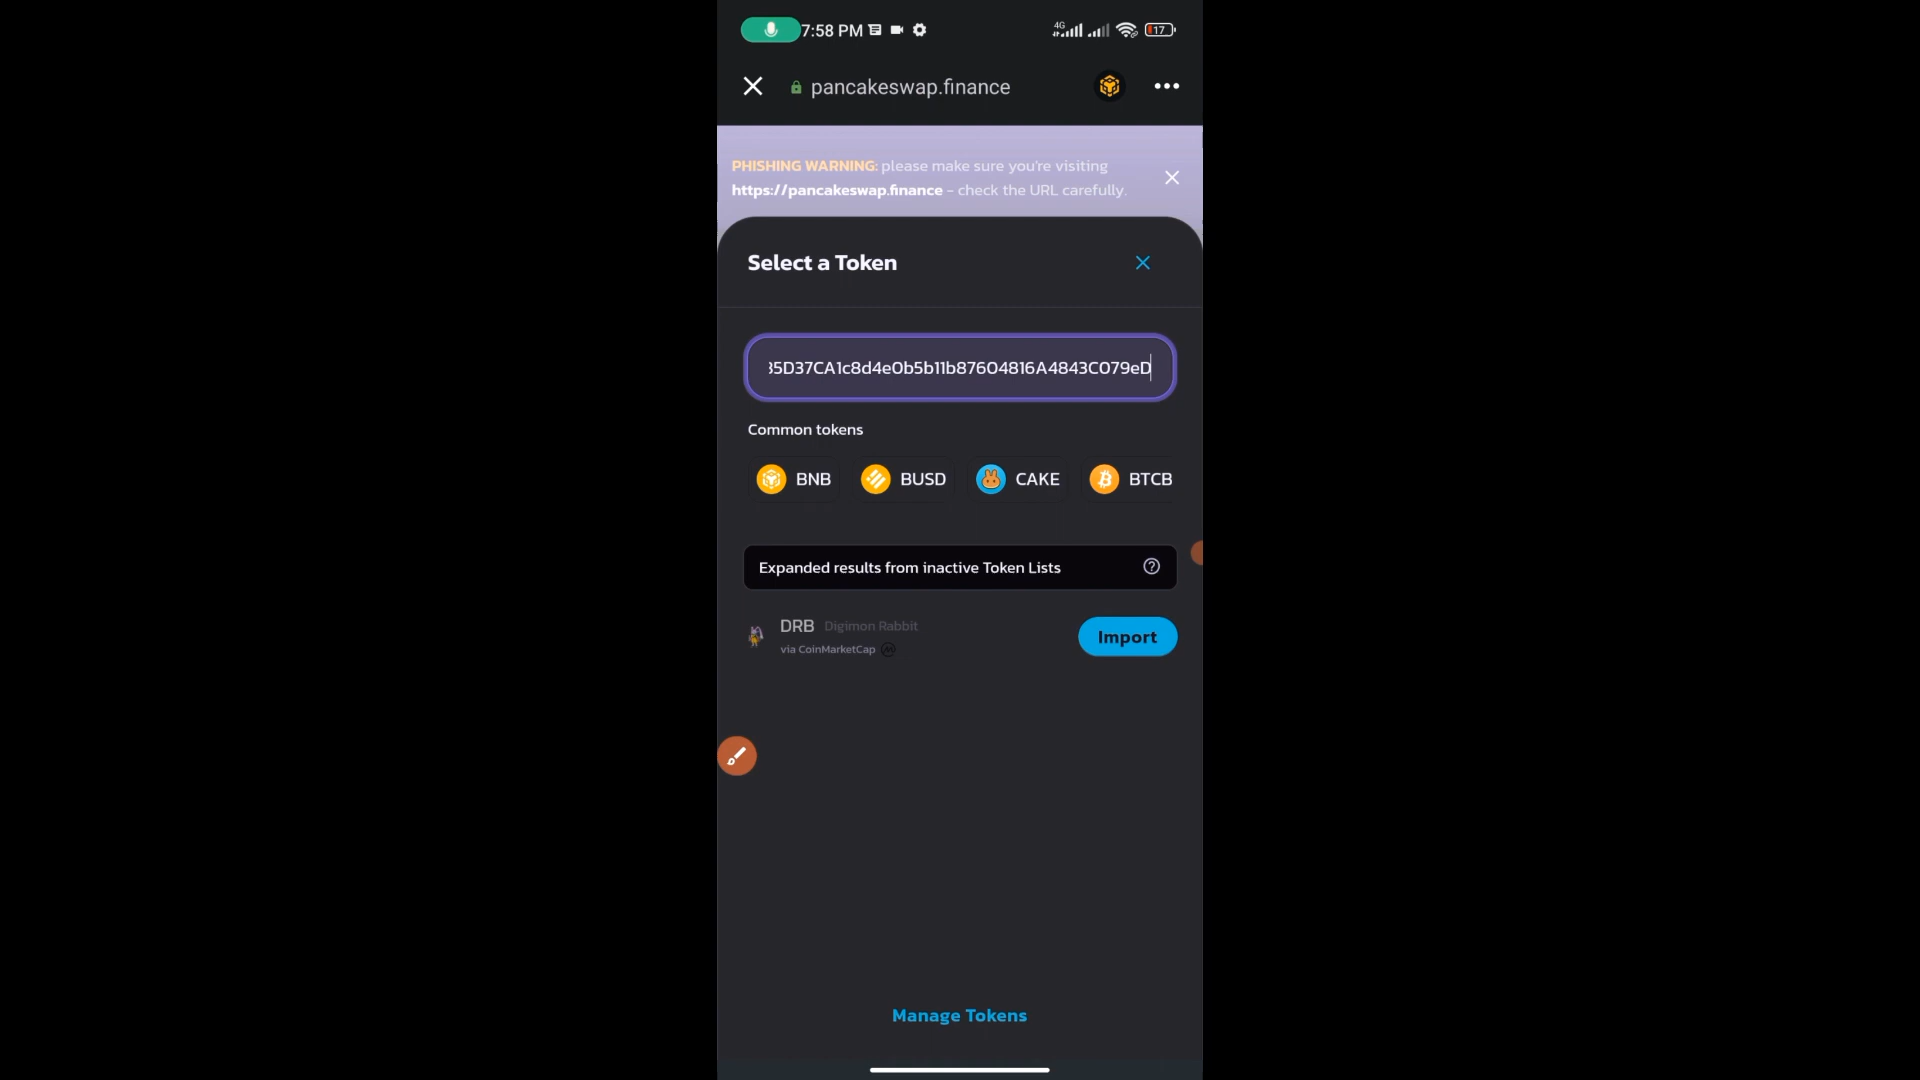 7:58 PM 4G 17
pancakeswap.finance
PHISHING WARNING: please make sure you're visiting
https://pancakeswap.finance - check the URL carefully.
Select a Token
35D37CA1c8d4e0b5b11b87604816A4843C079eD
Common tokens
BNB BUSD CAKE BTCB
Expanded results from inactive Token Lists
DRB Digimon Rabbit
via CoinMarketCap
Import
Manage Tokens